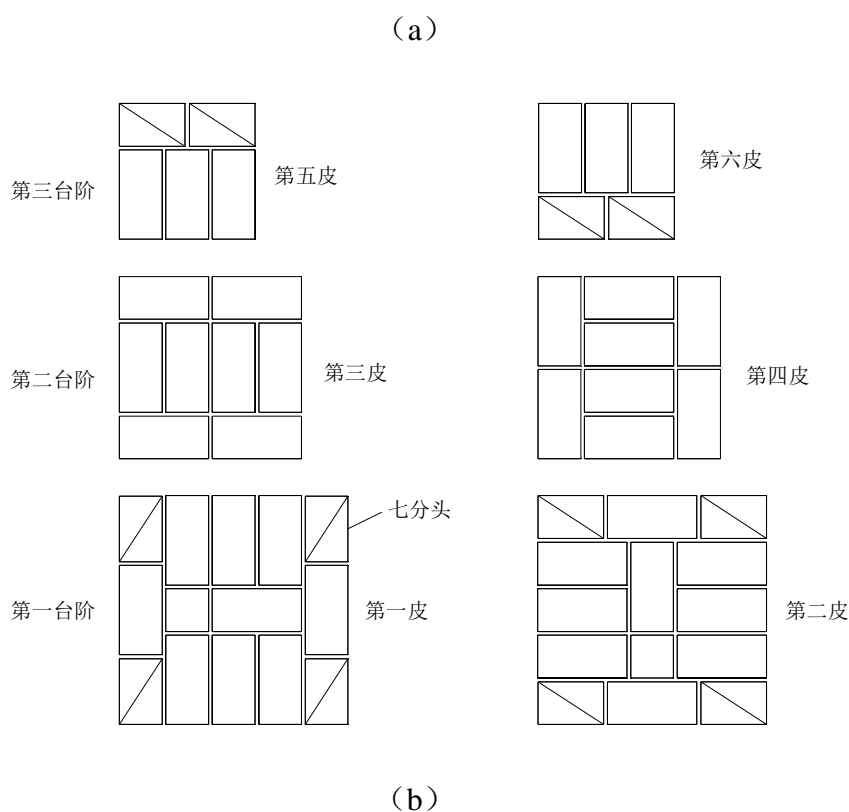 （a）
第五皮
第六皮
第三台阶
第三皮
第四皮
第二台阶
七分头
第一台阶
第一皮
第二皮
（b）